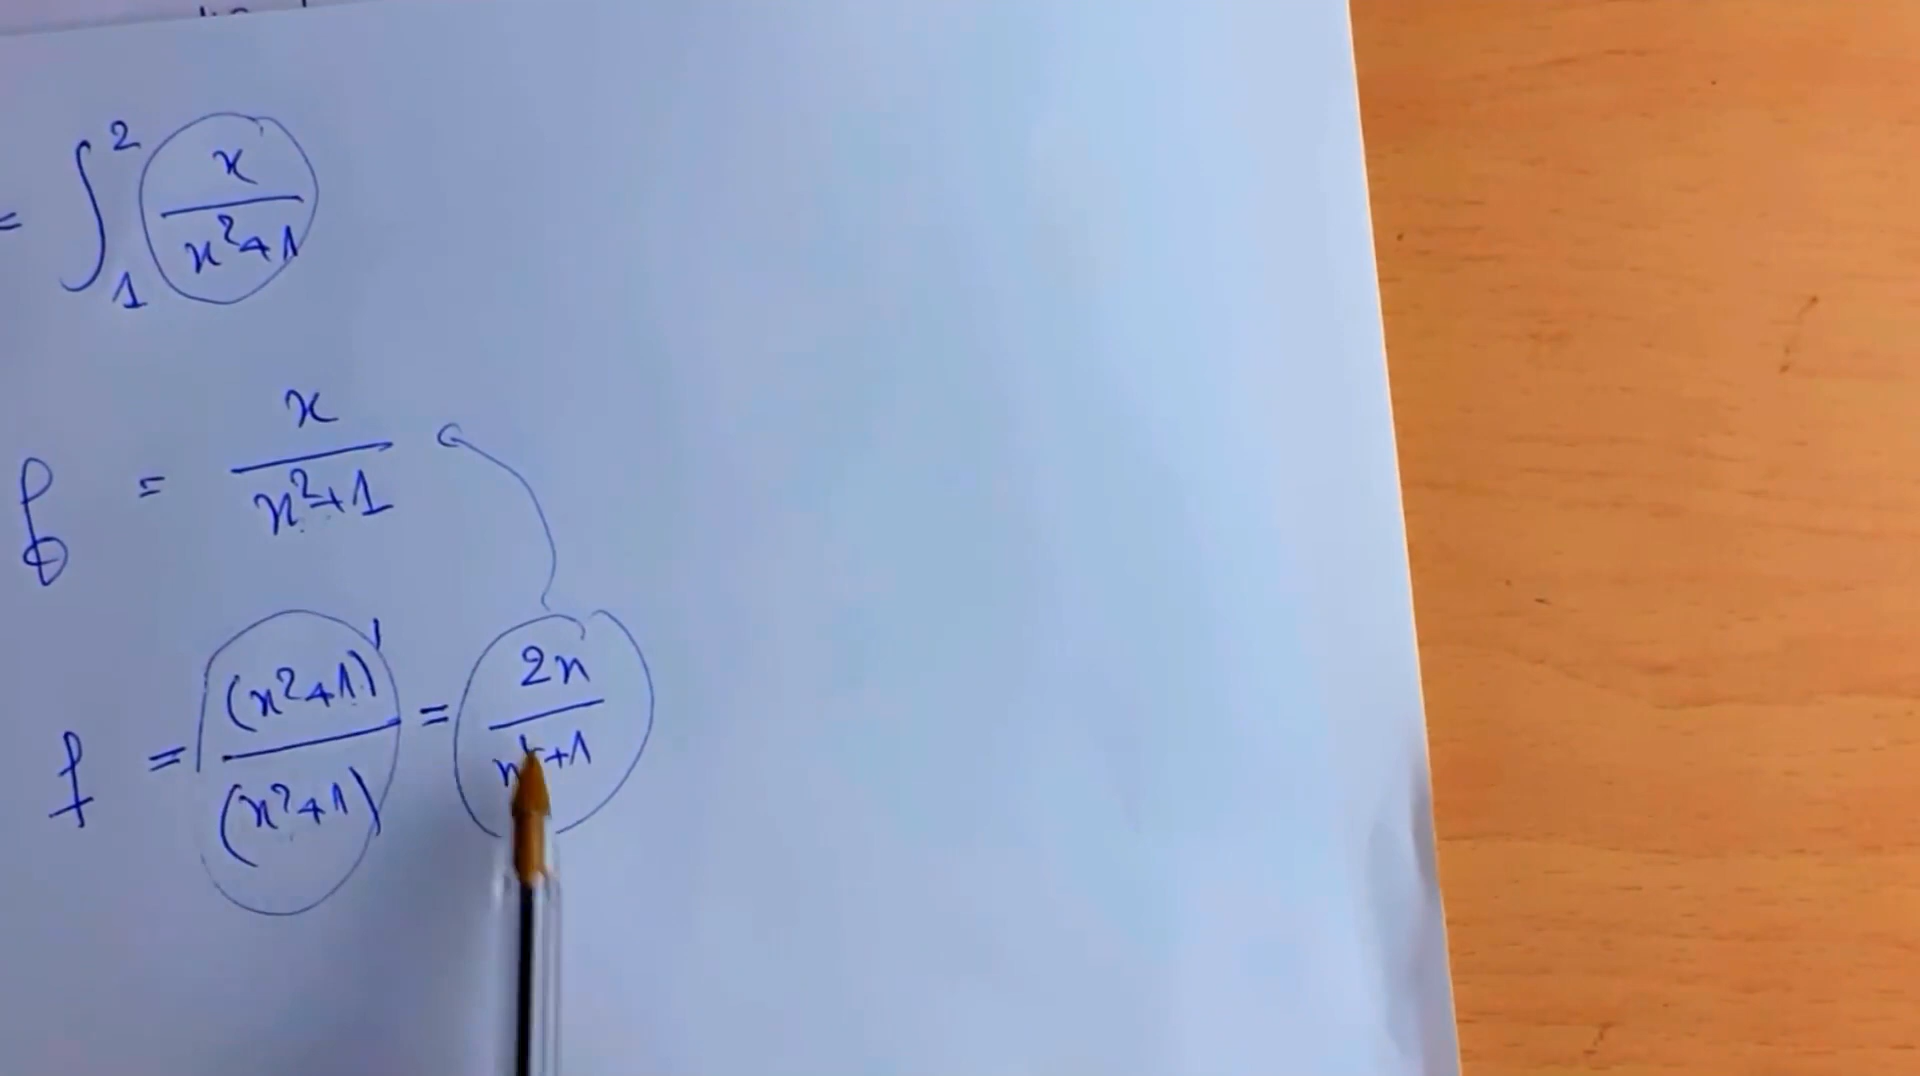 = ∫₁² x/(x²+1)
f = x/(x²+1)
f = (x²+1)'/(x²+1) = 2x/(x²+1)